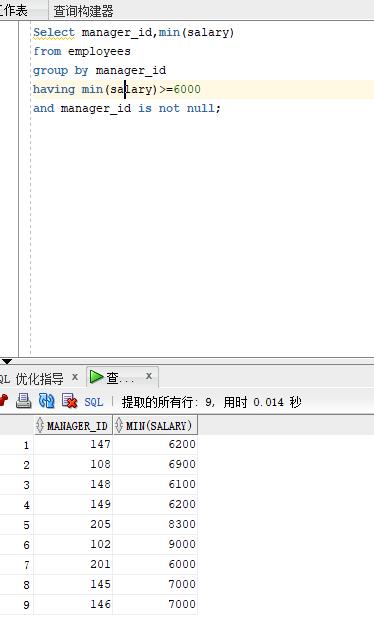 工作表 查询构建器
Select manager_id,min(salary)
from employees
group by manager_id
having min(salary)>=6000
and manager_id is not null;
QL 优化指导 x 查... x
SQL | 提取的所有行: 9, 用时 0.014 秒
MANAGER_ID MIN(SALARY)
1 147 6200
2 108 6900
3 148 6100
4 149 6200
5 205 8300
6 102 9000
7 201 6000
8 145 7000
9 146 7000